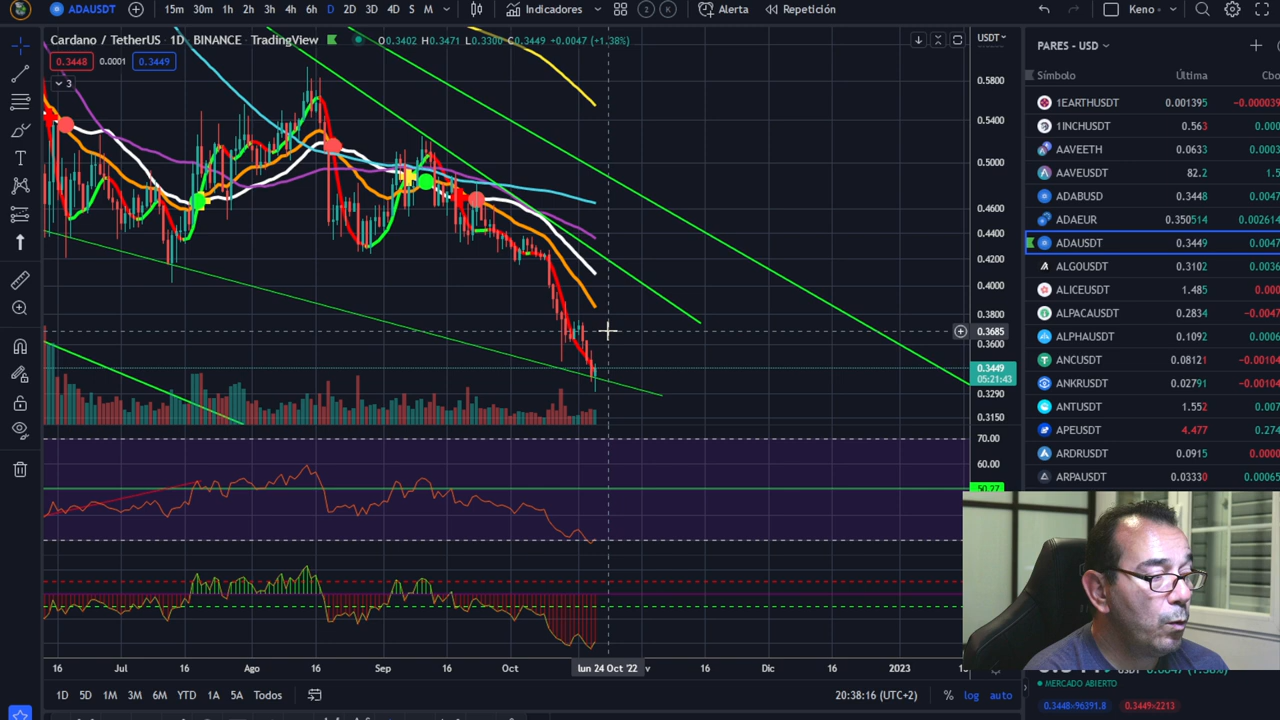 ADAUSDT 15m 30m 1h 2h 3h 4h 6h D 2D 3D 4D S M Indicadores 2 K Alerta Repetición Keno
Cardano / TetherUS 1D BINANCE TradingView O0.3402 H0.3471 L0.3300 C0.3449 +0.0047 (+1.38%) USDT
0.3448 0.0001 0.3449
3
0.5800
0.5400
0.5000
0.4600
0.4400
0.4200
0.4000
0.3800
0.3685
0.3600
0.3449
05:21:43
0.3290
0.3150
70.00
60.00
50.77
16 Jul 16 Ago 16 Sep 16 Oct lun 24 Oct '22 v 16 Dic 16 2023
1D 5D 1M 3M 6M YTD 1A 5A Todos 20:38:16 (UTC+2) % log auto
PARES - USD
Símbolo Última Cbo
1EARTHUSDT 0.001395 -0.000039
1INCHUSDT 0.563 0.000
AAVEETH 0.0633 0.0003
AAVEUSDT 82.2 1.5
ADABUSD 0.3448 0.0047
ADAEUR 0.350514 0.002614
ADAUSDT 0.3449 0.0047
ALGOUSDT 0.3102 0.0036
ALICEUSDT 1.485 0.000
ALPACAUSDT 0.2834 -0.0047
ALPHAUSDT 0.1092 0.0006
ANCUSDT 0.08121 -0.00104
ANKRUSDT 0.02791 -0.00104
ANTUSDT 1.552 0.007
APEUSDT 4.477 0.274
ARDRUSDT 0.0915 0.0003
ARPAUSDT 0.03330 0.00065
MERCADO ABIERTO
0.3448×96391.8 0.3449×2213